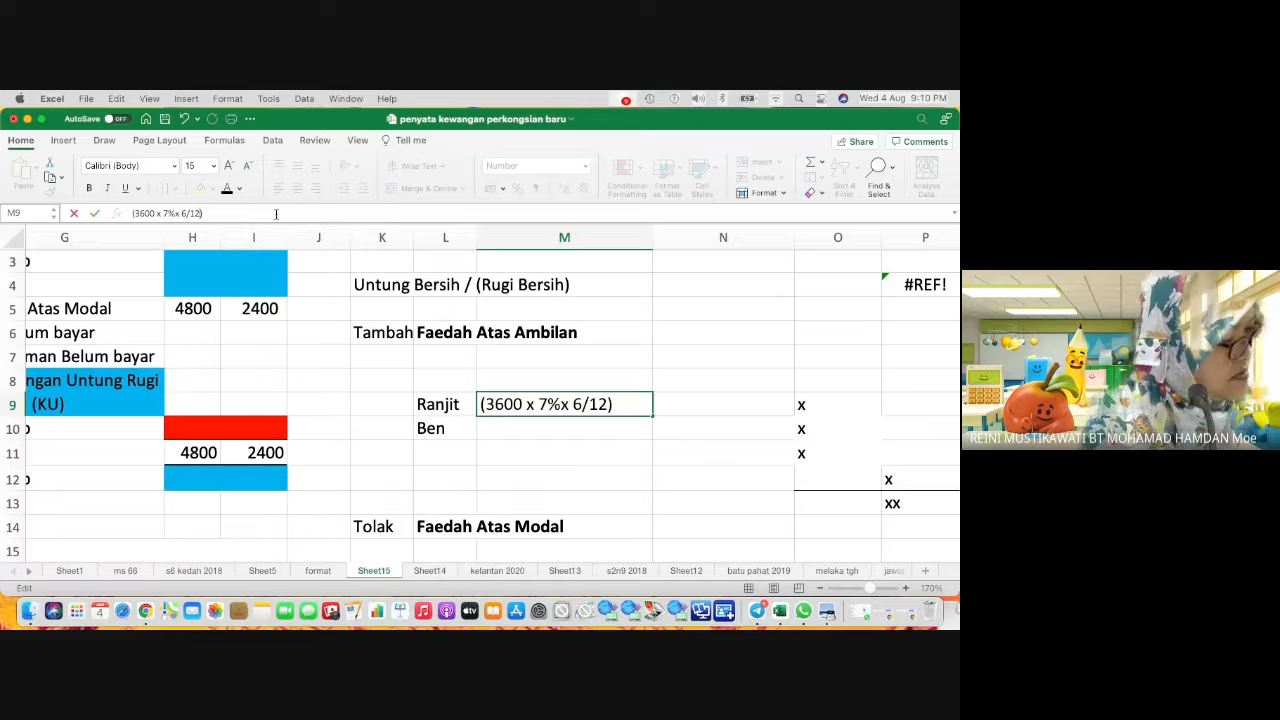 Excel File Edit View Insert Format Tools Data Window Help Wed 4 Aug 9:10 PM
AutoSave OFF penyata kewangan perkongsian baru
Home Insert Draw Page Layout Formulas Data Review View Tell me Share Comments
Paste Calibri (Body) 15 A A Wrap Text Number Conditional Formatting Format as Table Cell Styles Insert Delete Format Sort & Filter Find & Select Analyse Data
B I U A Merge & Centre
M9 fx (3600 x 7%x 6/12)
G H I J K L M N O P
3
4 Untung Bersih / (Rugi Bersih) #REF!
5 Atas Modal 4800 2400
6 um bayar Tambah Faedah Atas Ambilan
7 man Belum bayar
8 ngan Untung Rugi
9 (KU) Ranjit (3600 x 7%x 6/12) x
10 Ben x
11 4800 2400 x
12 x
13 xx
14 Tolak Faedah Atas Modal
15
Sheet1 ms 66 s6 kedah 2018 Sheet5 format Sheet15 Sheet14 kelantan 2020 Sheet13 s2n9 2018 Sheet12 batu pahat 2019 melaka tgh jawa
Edit 170%
REINI MUSTIKAWATI BT MOHAMAD HAMDAN Moe